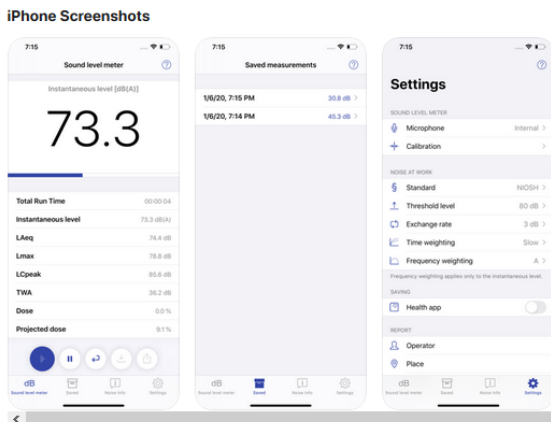 iPhone Screenshots
7:15
Sound level meter
Instantaneous level [dB(A)]
73.3
Total Run Time 00:00:04
Instantaneous level 73.3 dB(A)
LAeq 74.4 dB
Lmax 78.8 dB
LCpeak 85.6 dB
TWA 36.2 dB
Dose 0.0 %
Projected dose 9.1 %
dB
Sound level meter Saved Noise info Settings
7:15
Saved measurements
1/6/20, 7:15 PM 30.8 dB
1/6/20, 7:14 PM 45.3 dB
dB
Sound level meter Saved Noise info Settings
7:15
Settings
SOUND LEVEL METER
Microphone Internal
Calibration
NOISE AT WORK
Standard NIOSH
Threshold level 80 dB
Exchange rate 3 dB
Time weighting Slow
Frequency weighting A
Frequency weighting applies only to the instantaneous level.
SAVING
Health app
REPORT
Operator
Place
dB
Sound level meter Saved Noise info Settings